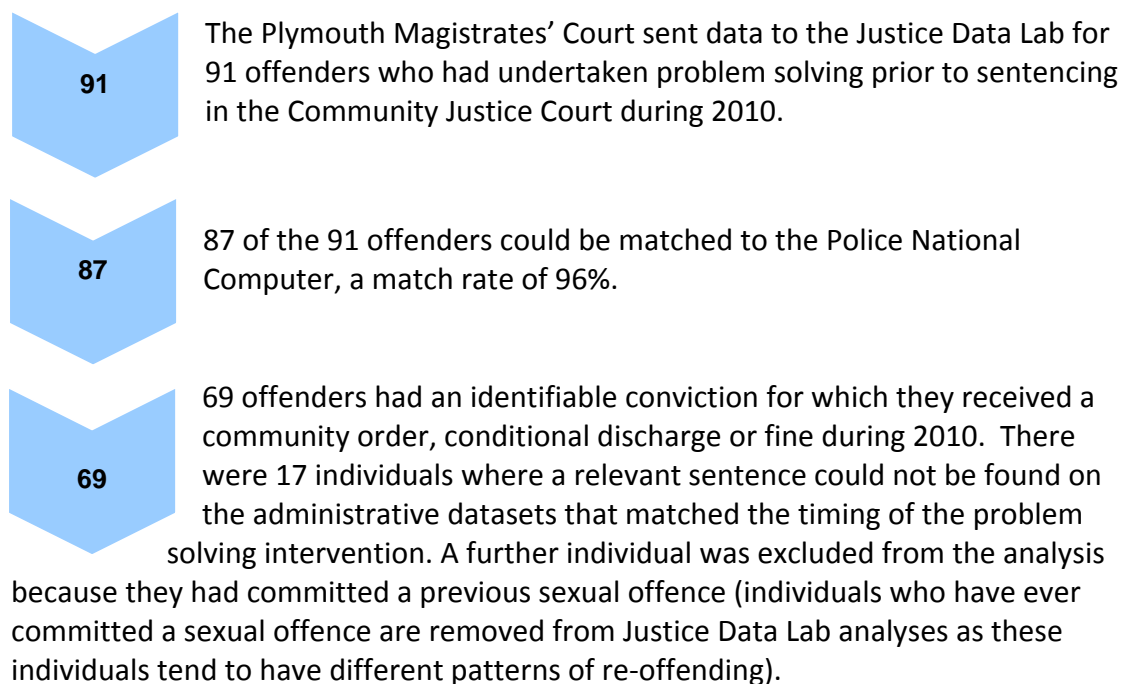 91
The Plymouth Magistrates’ Court sent data to the Justice Data Lab for
91 offenders who had undertaken problem solving prior to sentencing
in the Community Justice Court during 2010.
87
87 of the 91 offenders could be matched to the Police National
Computer, a match rate of 96%.
69
69 offenders had an identifiable conviction for which they received a
community order, conditional discharge or fine during 2010.  There
were 17 individuals where a relevant sentence could not be found on
the administrative datasets that matched the timing of the problem
solving intervention. A further individual was excluded from the analysis
because they had committed a previous sexual offence (individuals who have ever
committed a sexual offence are removed from Justice Data Lab analyses as these
individuals tend to have different patterns of re-offending).